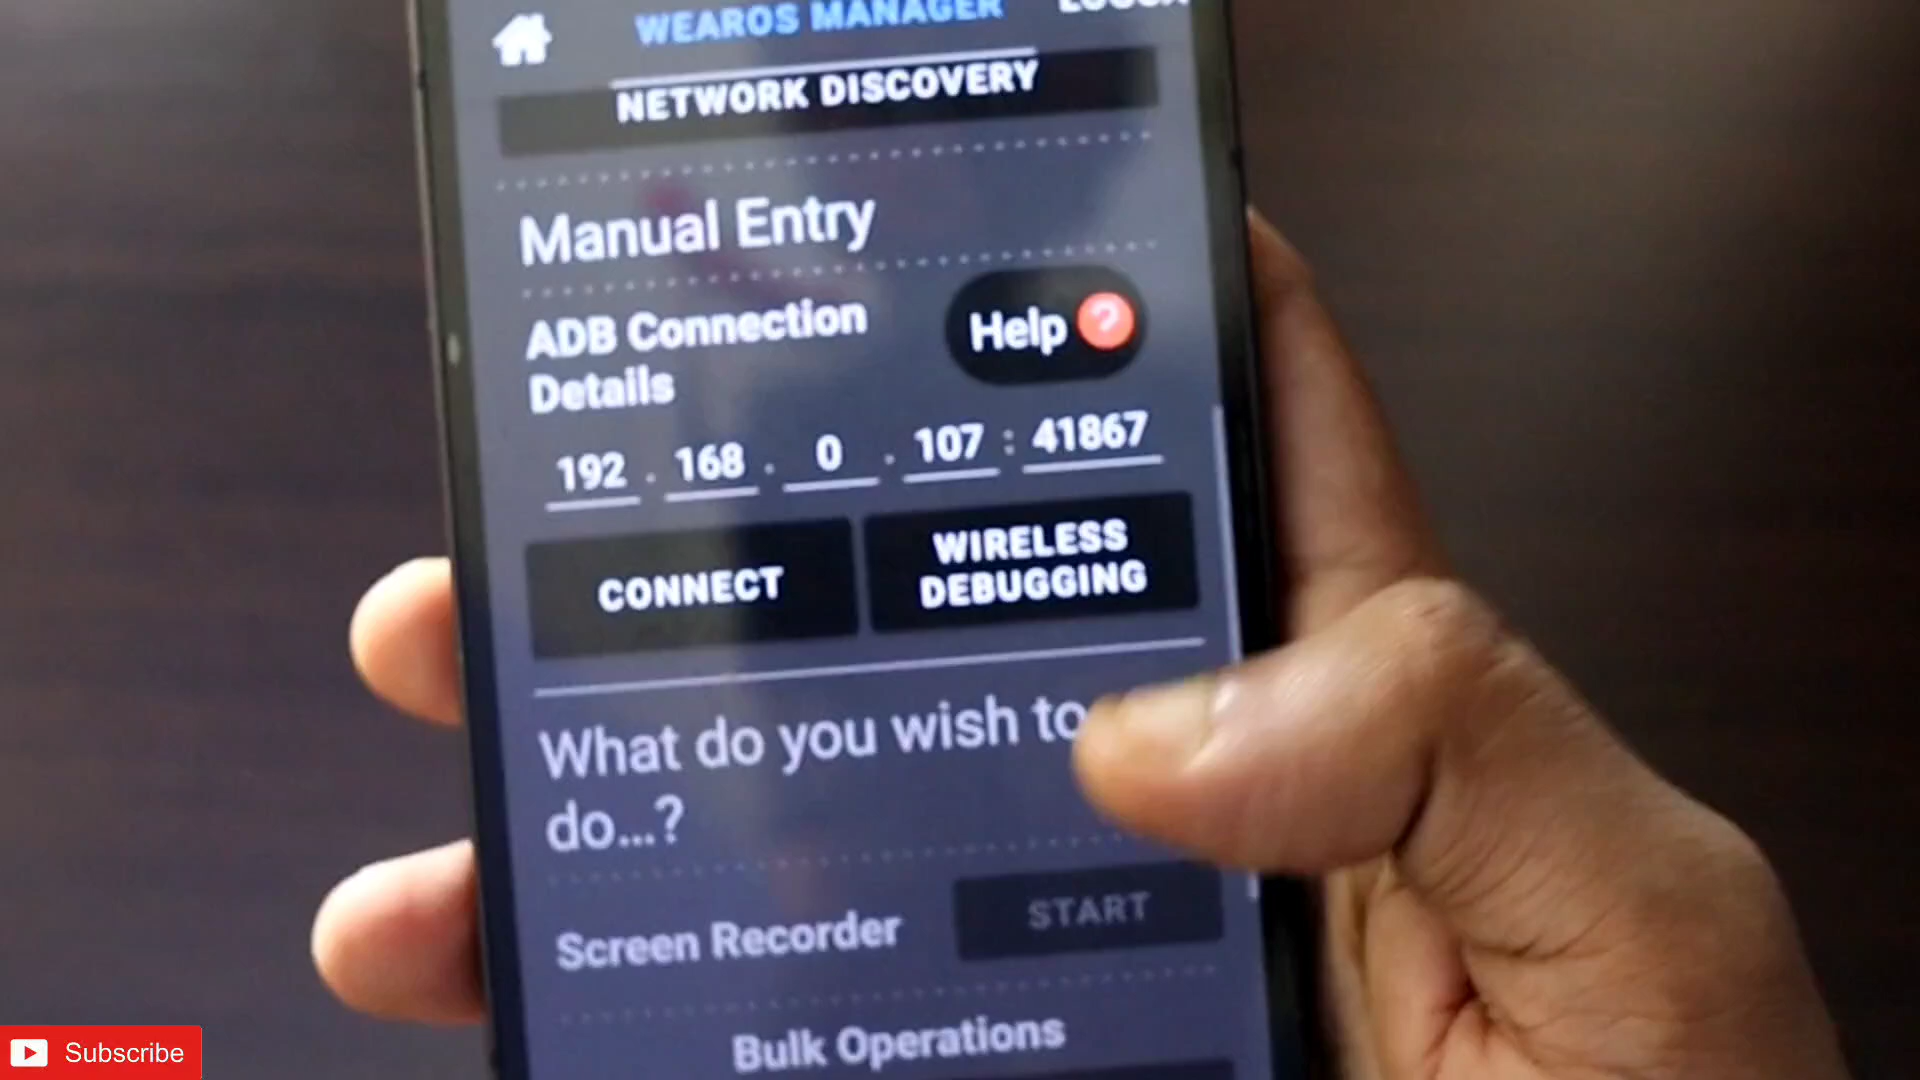 WEAROS MANAGER
NETWORK DISCOVERY
Manual Entry
ADB Connection
Details
Help ?
192 . 168 . 0 . 107 : 41867
CONNECT
WIRELESS
DEBUGGING
What do you wish to
do...?
Screen Recorder
START
Bulk Operations
Subscribe